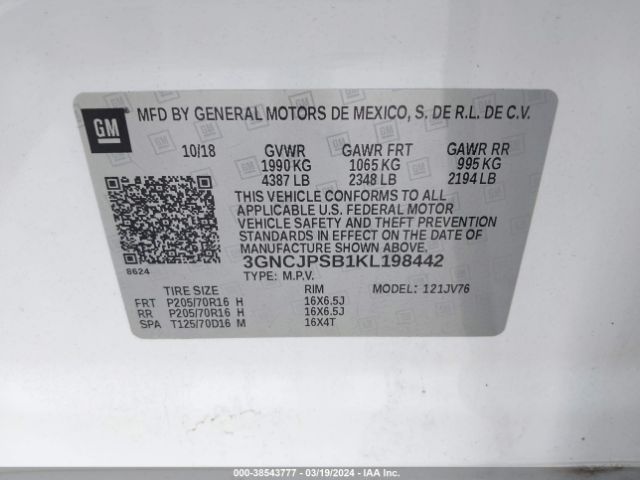 GM
MFD BY GENERAL MOTORS DE MEXICO, S. DE R.L. DE C.V.
10/18 GVWR GAWR FRT GAWR RR
1990 KG 1065 KG 995 KG
4387 LB 2348 LB 2194 LB
THIS VEHICLE CONFORMS TO ALL
APPLICABLE U.S. FEDERAL MOTOR
VEHICLE SAFETY AND THEFT PREVENTION
STANDARDS IN EFFECT ON THE DATE
OF MANUFACTURE SHOWN ABOVE.
8624
3GNCJPSB1KL198442
TYPE: M.P.V.
TIRE SIZE RIM MODEL: 121JV76
FRT P205/70R16 H 16X6.5J
RR P205/70R16 H 16X6.5J
SPA T125/70D16 M 16X4T
000-38543777 - 03/19/2024 - IAAI.COM